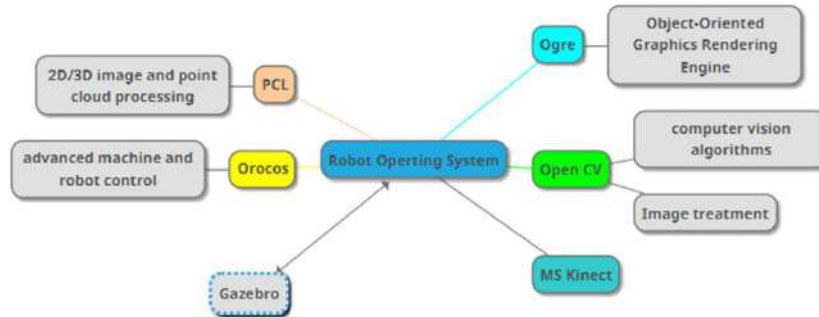 Object-Oriented
Graphics Rendering
Engine
Ogre
2D/3D image and point
cloud processing
PCL
computer vision
algorithms
advanced machine and
robot control
Orocos
Robot Operting System
Open CV
Image treatment
MS Kinect
Gazebro